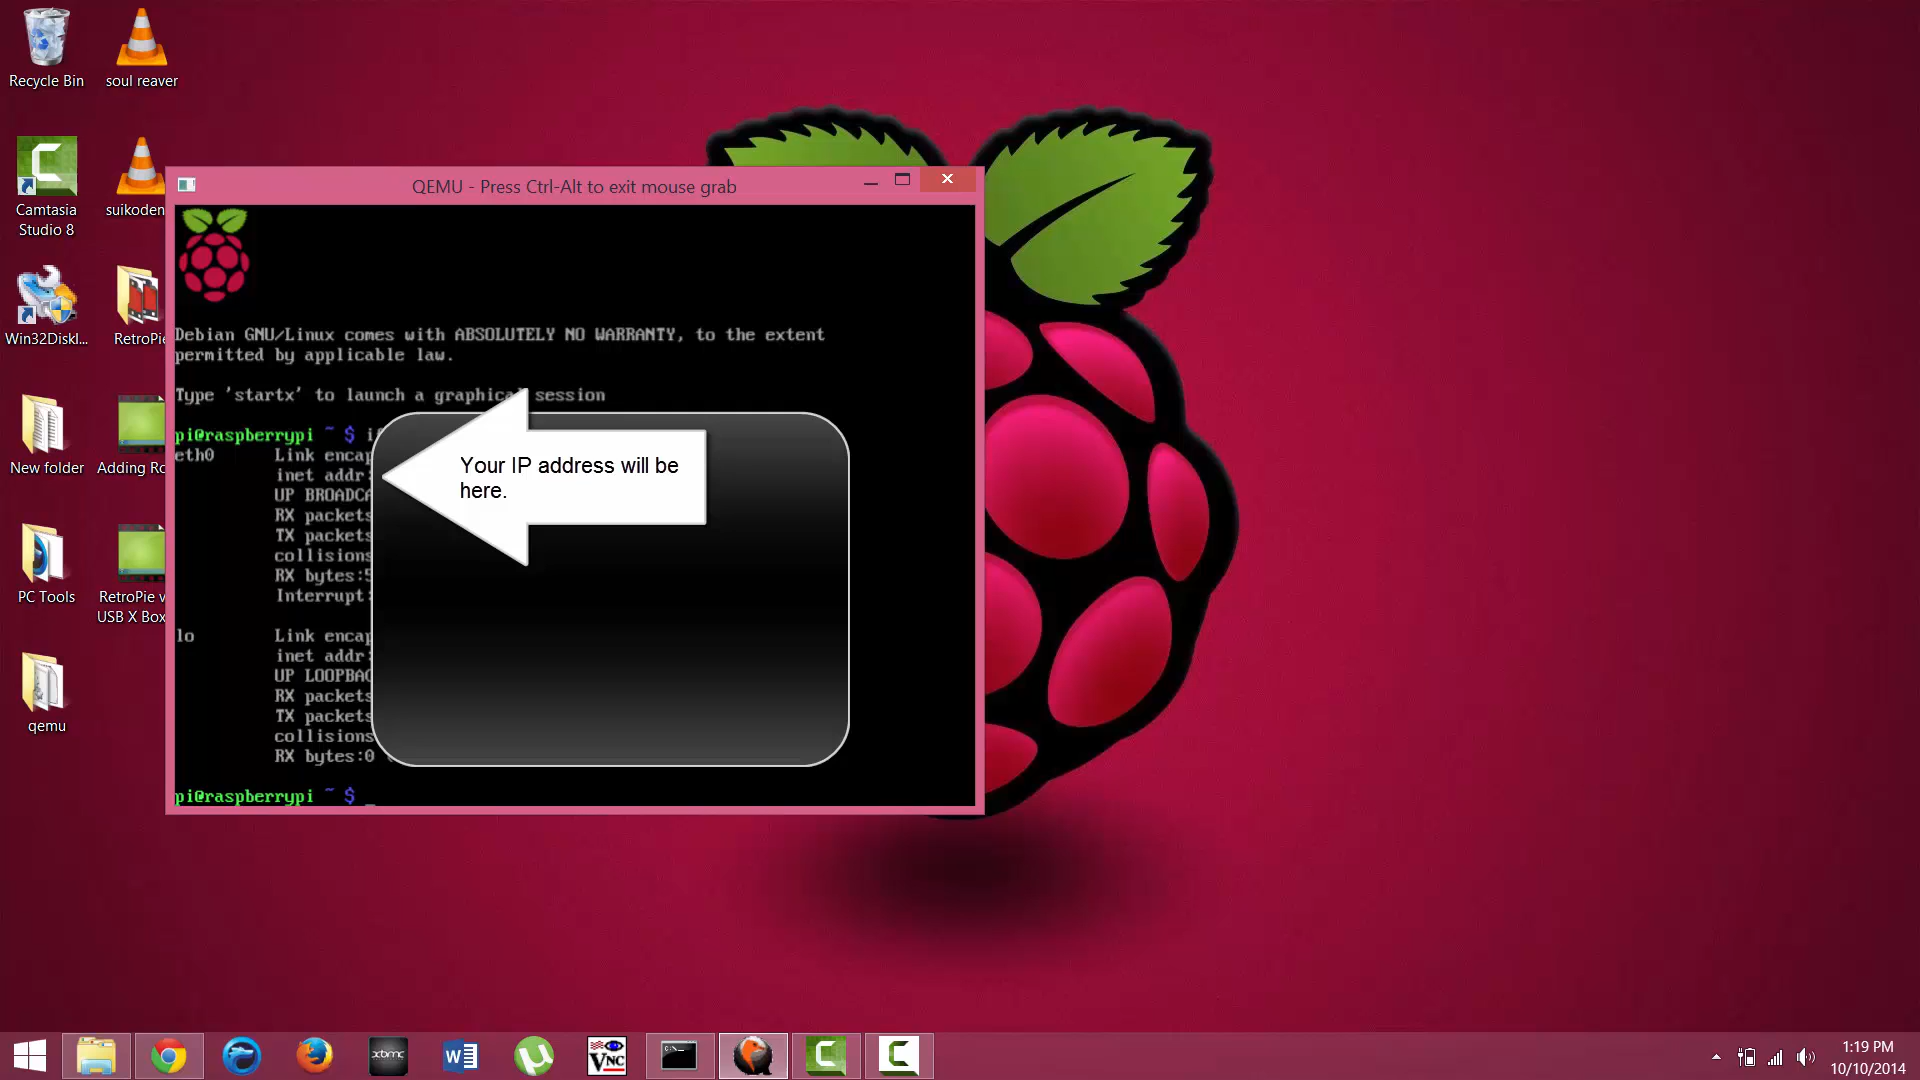 Recycle Bin
soul reaver
Camtasia
Studio 8
suikoden
Win32DiskI...
RetroPie
New folder
Adding Ro
PC Tools
RetroPie w
USB X Box
qemu
QEMU - Press Ctrl-Alt to exit mouse grab
Debian GNU/Linux comes with ABSOLUTELY NO WARRANTY, to the extent
permitted by applicable law.
Type 'startx' to launch a graphical session
pi@raspberrypi ~ $ if
eth0 Link encap
inet addr:
UP BROADCA
RX packets
TX packets
collisions
RX bytes:5
Interrupt:
lo Link encap
inet addr:
UP LOOPBAC
RX packets
TX packets
collisions
RX bytes:0
pi@raspberrypi ~ $ _
Your IP address will be
here.
xbmc
W
VNC
C:\_
1:19 PM
10/10/2014